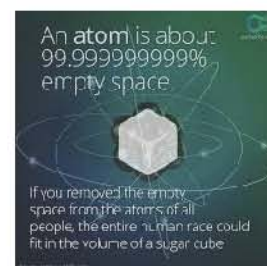 An atom is about
99.999999999%
empty space
If you removed the empty
space from the atoms of all
people, the entire human race could
fit in the volume of a sugar cube